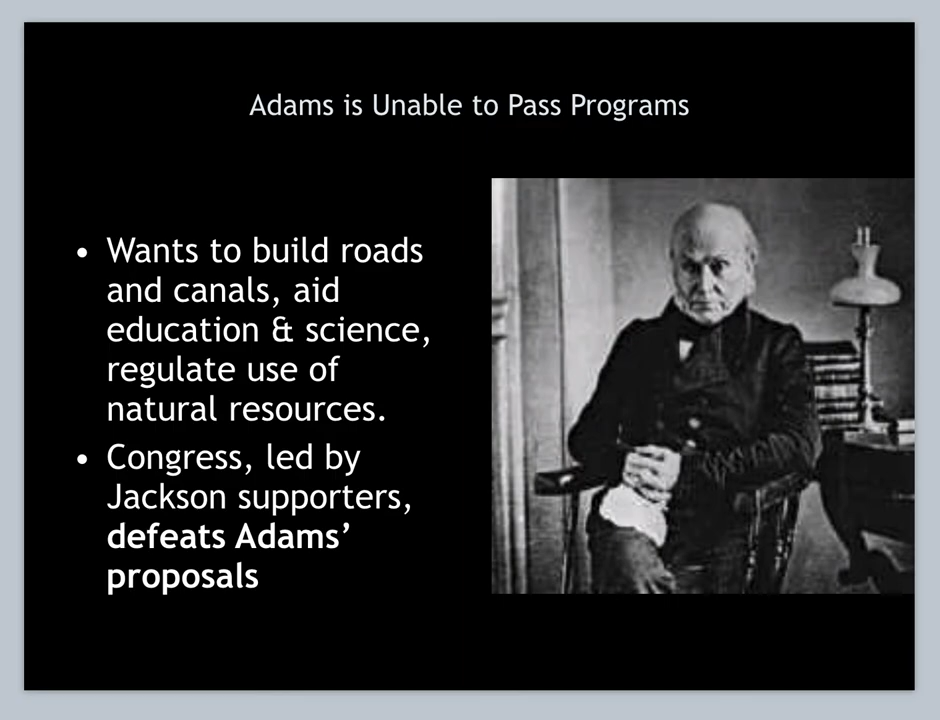 Adams is Unable to Pass Programs
• Wants to build roads
and canals, aid
education & science,
regulate use of
natural resources.
• Congress, led by
Jackson supporters,
defeats Adams’
proposals